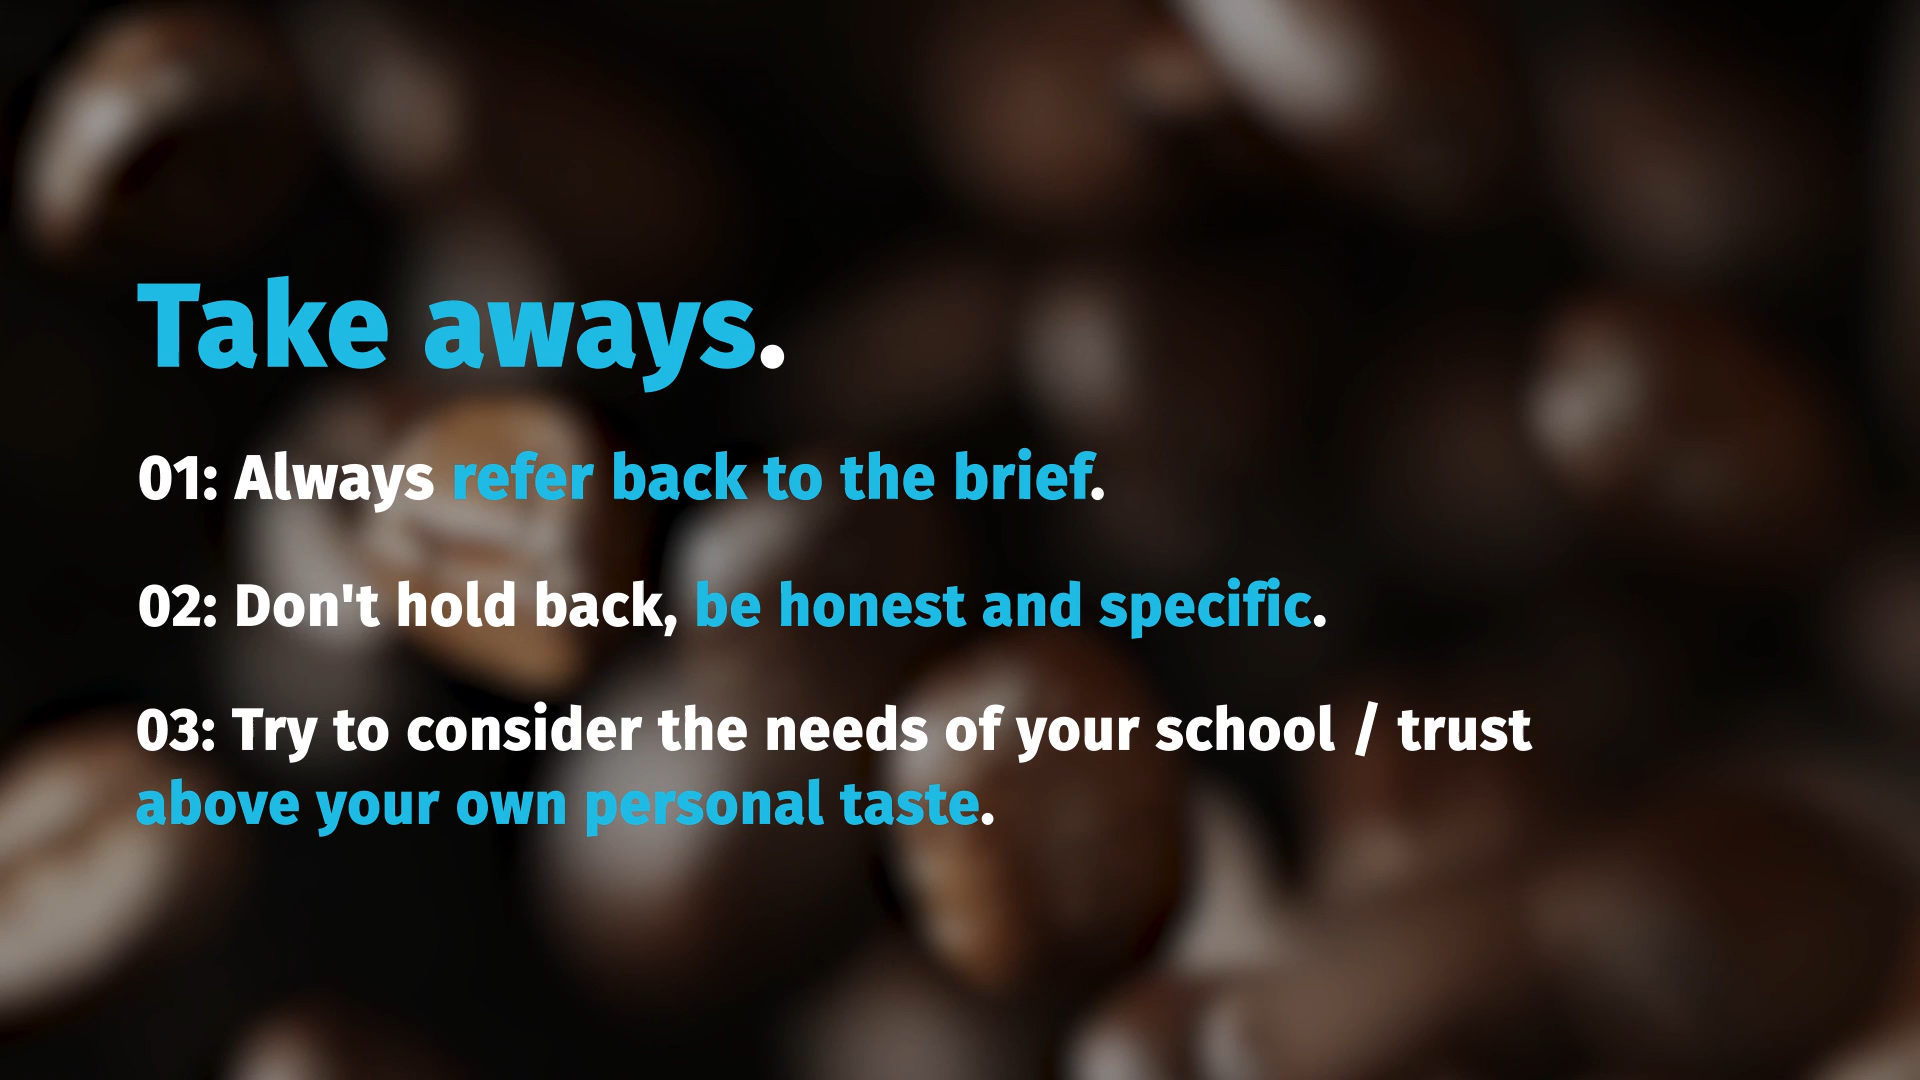 Take aways.
01: Always refer back to the brief.
02: Don't hold back, be honest and specific.
03: Try to consider the needs of your school / trust
above your own personal taste.